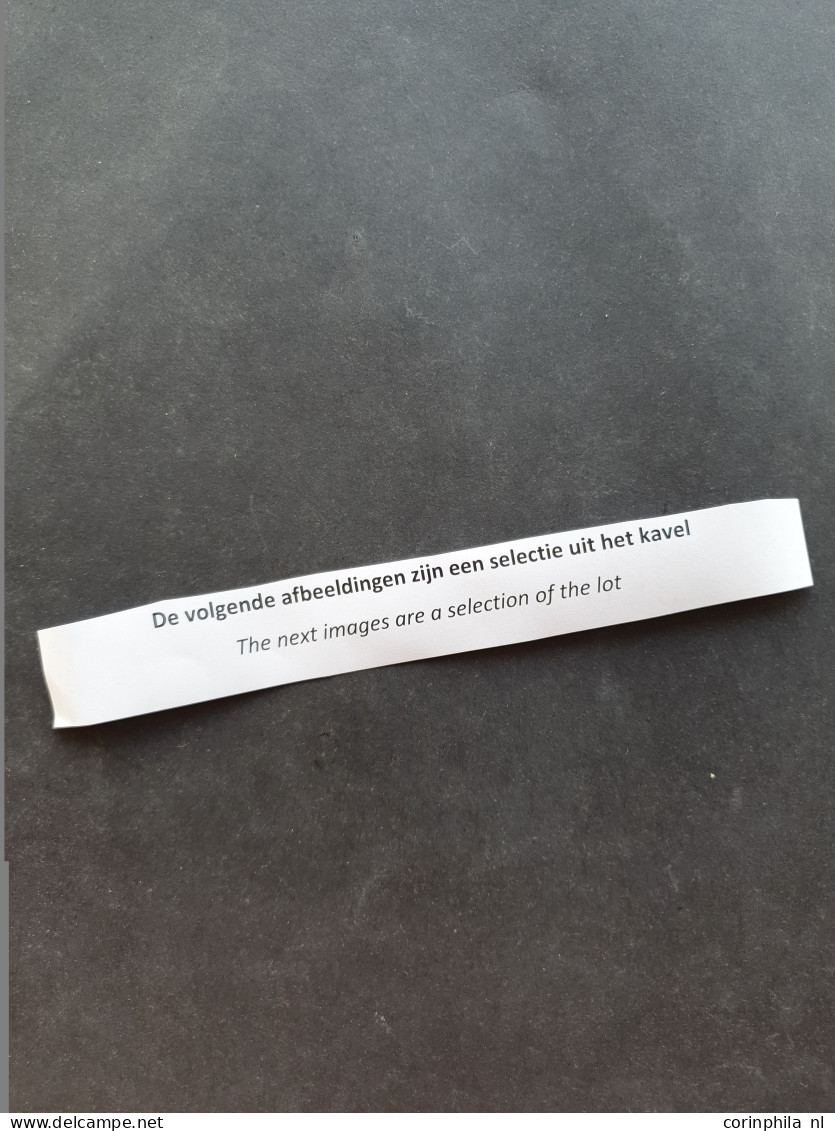 De volgende afbeeldingen zijn een selectie uit het kavel
The next images are a selection of the lot
www.delcampe.net
corinphila nl